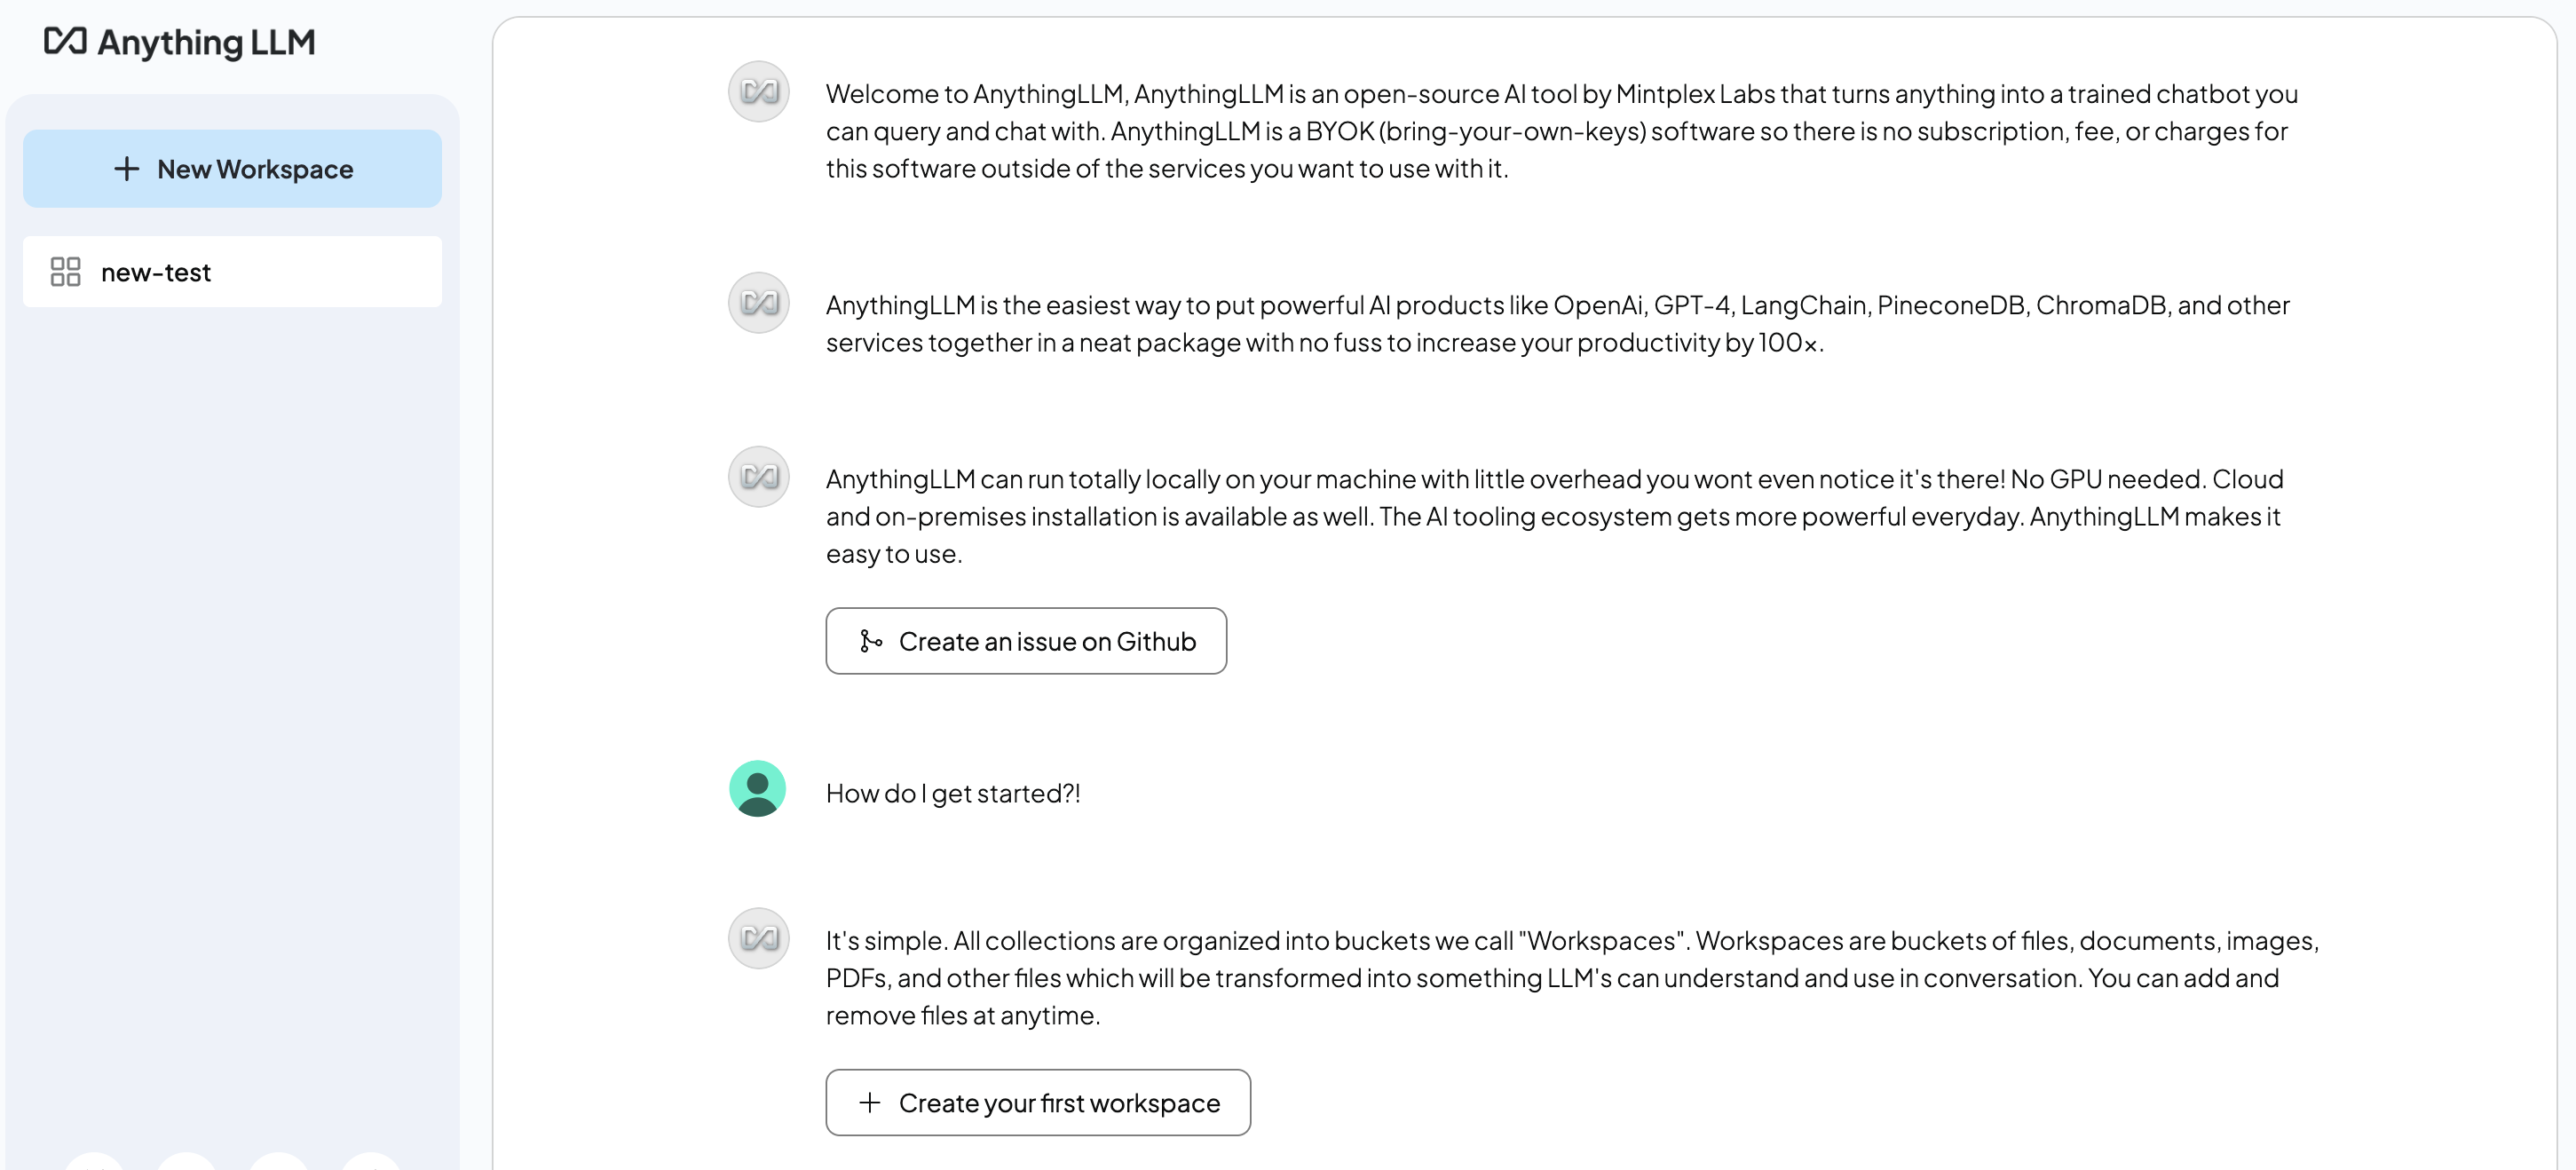 Anything LLM
New Workspace
new-test
Welcome to AnythingLLM, AnythingLLM is an open-source AI tool by Mintplex Labs that turns anything into a trained chatbot you
can query and chat with. AnythingLLM is a BYOK (bring-your-own-keys) software so there is no subscription, fee, or charges for
this software outside of the services you want to use with it.
AnythingLLM is the easiest way to put powerful AI products like OpenAi, GPT-4, LangChain, PineconeDB, ChromaDB, and other
services together in a neat package with no fuss to increase your productivity by 100x.
AnythingLLM can run totally locally on your machine with little overhead you wont even notice it's there! No GPU needed. Cloud
and on-premises installation is available as well. The AI tooling ecosystem gets more powerful everyday. AnythingLLM makes it
easy to use.
Create an issue on Github
How do I get started?!
It's simple. All collections are organized into buckets we call "Workspaces". Workspaces are buckets of files, documents, images,
PDFs, and other files which will be transformed into something LLM's can understand and use in conversation. You can add and
remove files at anytime.
Create your first workspace